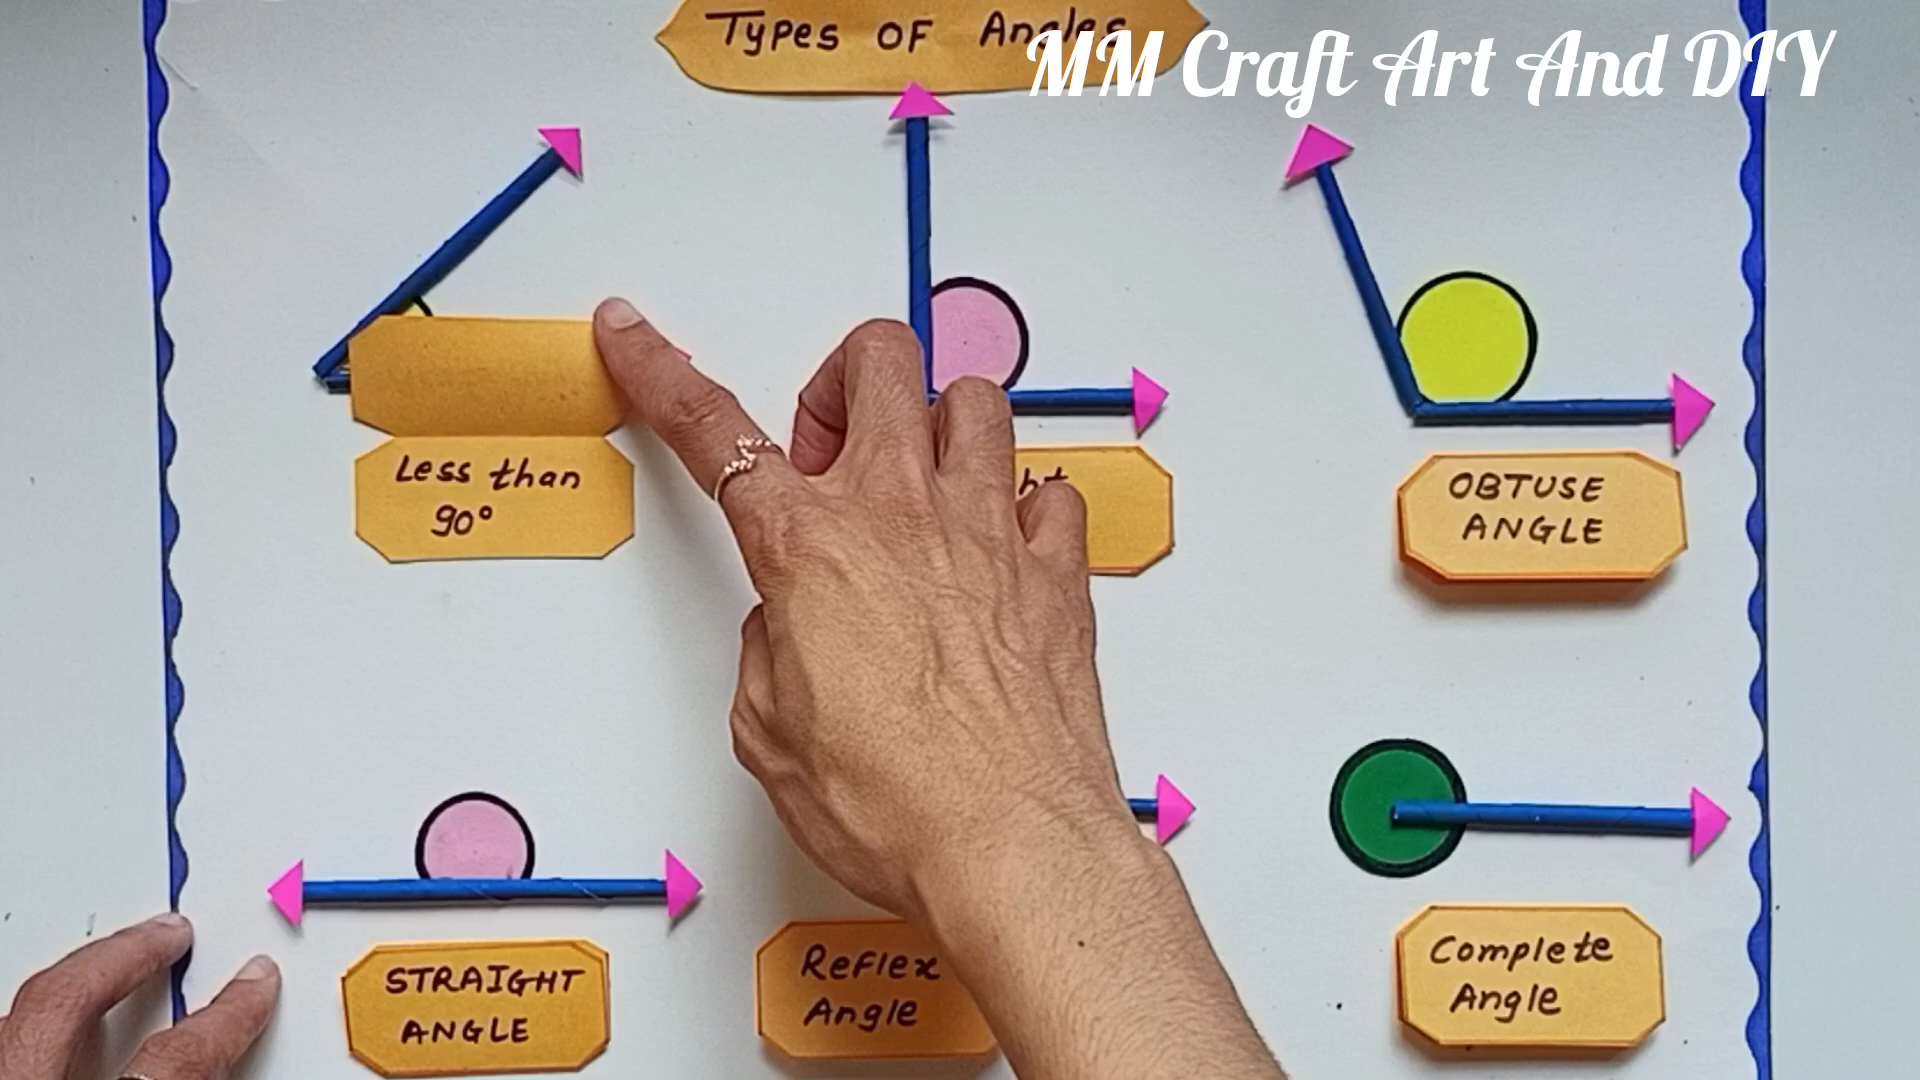 Types OF Angles
MM Craft Art And DIY
Less than
90°
ht
OBTUSE
ANGLE
STRAIGHT
ANGLE
Reflex
Angle
Complete
Angle